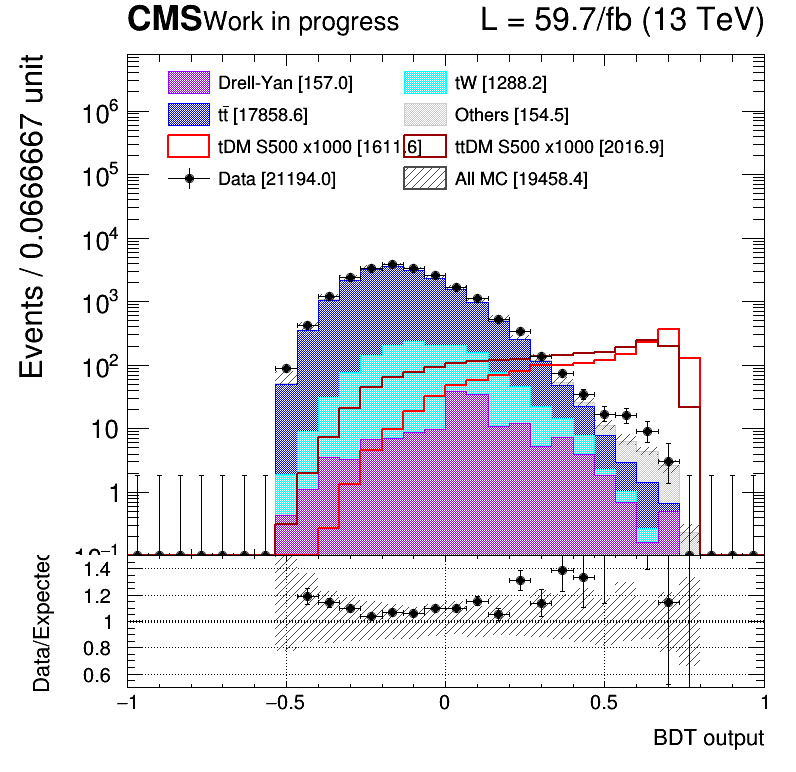 CMS Work in progress L = 59.7/fb (13 TeV)
Events / 0.0666667 unit
Drell-Yan [157.0] tW [1288.2]
tt̄ [17858.6] Others [154.5]
tDM S500 x1000 [1611.6] ttDM S500 x1000 [2016.9]
Data [21194.0] All MC [19458.4]
10⁶
10⁵
10⁴
10³
10²
10
1
10⁻¹
Data/Expected
1.4
1.2
1
0.8
0.6
−1 −0.5 0 0.5 1
BDT output